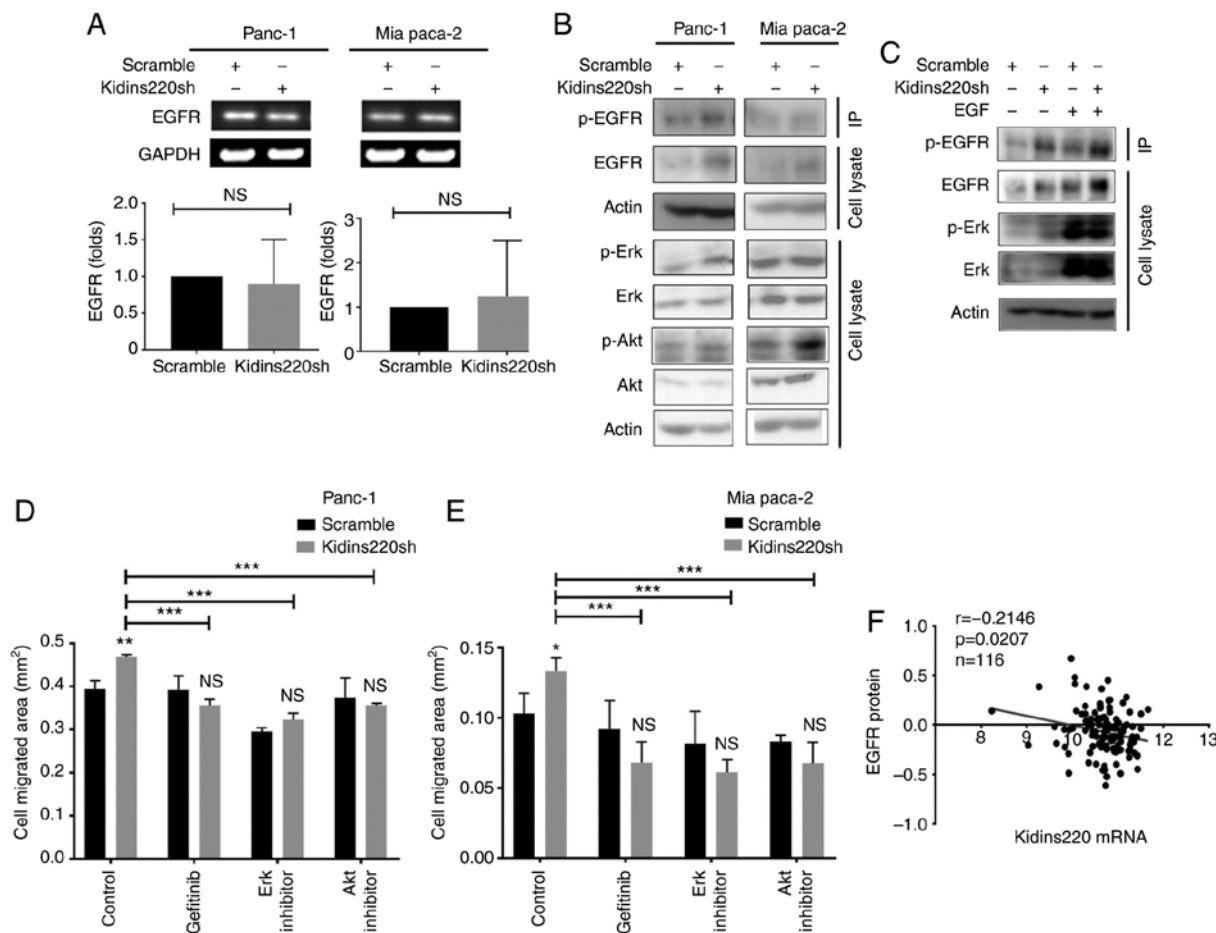 A
Panc-1 Mia paca-2
Scramble + – + –
Kidins220sh – + – +
EGFR
GAPDH
NS
EGFR (folds)
2.0
1.5
1.0
0.5
0
Scramble Kidins220sh
NS
EGFR (folds)
3
2
1
0
Scramble Kidins220sh
B
Panc-1 Mia paca-2
Scramble + – + –
Kidins220sh – + – +
p-EGFR
IP
EGFR
Actin
Cell lysate
p-Erk
Erk
p-Akt
Akt
Actin
Cell lysate
C
Scramble + – + –
Kidins220sh – + – +
EGF – – + +
p-EGFR
IP
EGFR
p-Erk
Erk
Actin
Cell lysate
D
Panc-1
Scramble
Kidins220sh
***
***
***
**
NS
NS
NS
Cell migrated area (mm²)
0.5
0.4
0.3
0.2
0.1
0.0
Control
Gefitinib
Erk
inhibitor
Akt
inhibitor
E
Mia paca-2
Scramble
Kidins220sh
***
***
***
*
NS
NS
NS
Cell migrated area (mm²)
0.15
0.10
0.05
0.00
Control
Gefitinib
Erk
inhibitor
Akt
inhibitor
F
r=–0.2146
p=0.0207
n=116
EGFR protein
1.0
0.5
0.0
–0.5
–1.0
8 9 10 11 12 13
Kidins220 mRNA